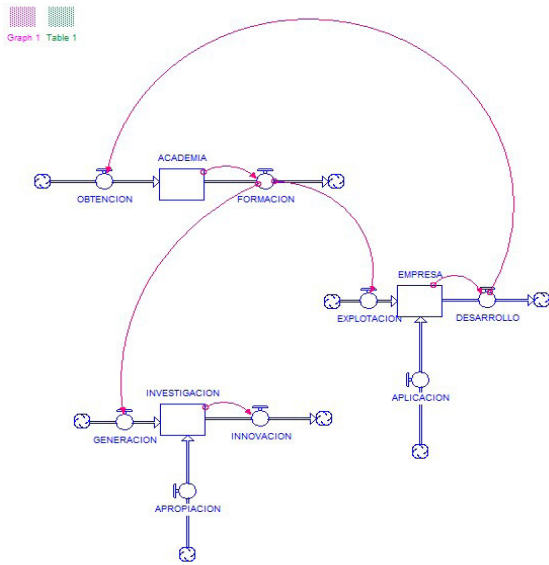 Graph 1 Table 1
ACADEMIA
OBTENCION
FORMACION
EMPRESA
EXPLOTACION
DESARROLLO
APLICACION
INVESTIGACION
GENERACION
INNOVACION
APROPIACION